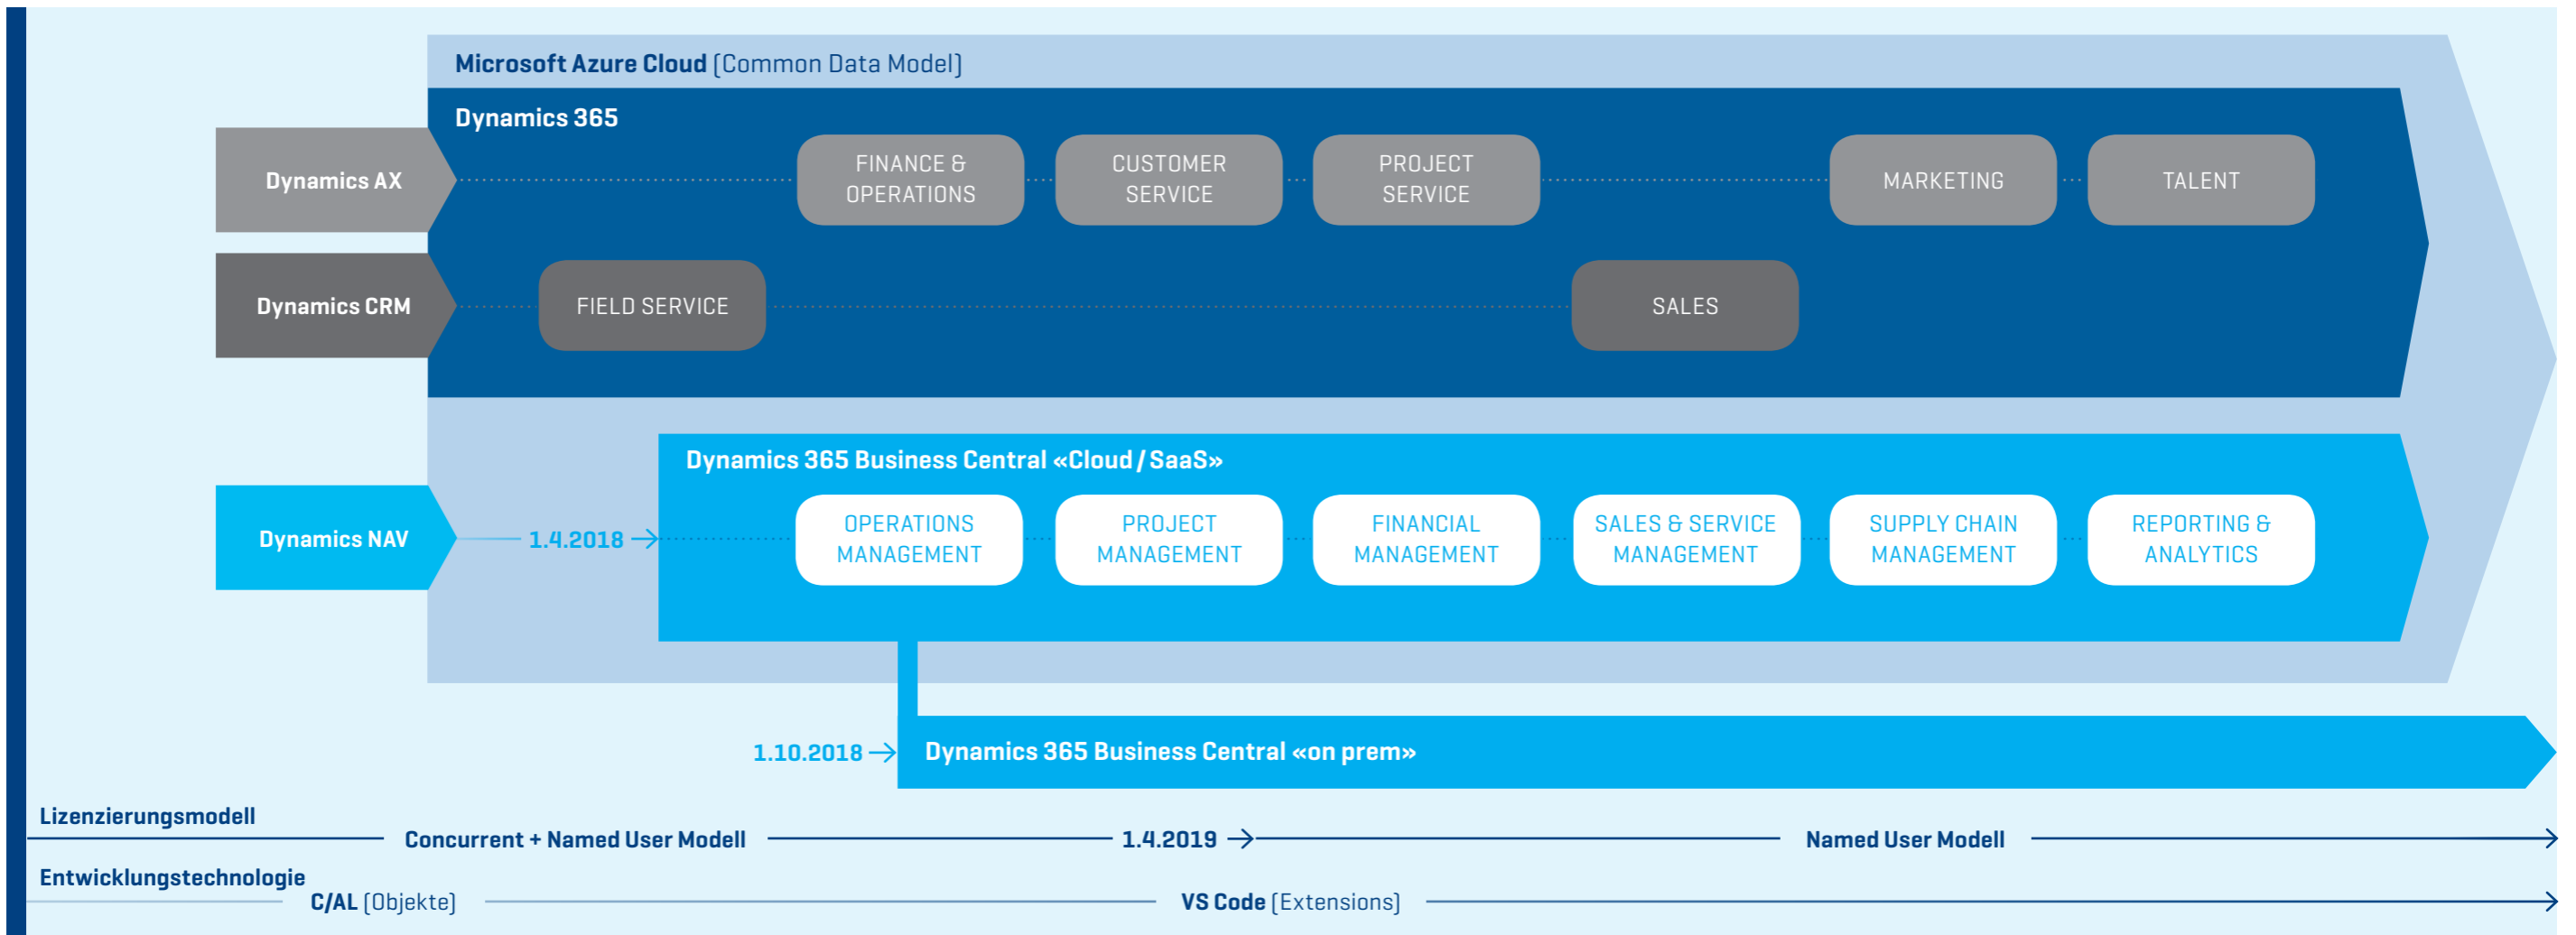 Microsoft Azure Cloud (Common Data Model)
Dynamics 365
Dynamics AX
FINANCE &
OPERATIONS
CUSTOMER
SERVICE
PROJECT
SERVICE
MARKETING
TALENT
Dynamics CRM
FIELD SERVICE
SALES
Dynamics 365 Business Central «Cloud / SaaS»
Dynamics NAV
1.4.2018
OPERATIONS
MANAGEMENT
PROJECT
MANAGEMENT
FINANCIAL
MANAGEMENT
SALES & SERVICE
MANAGEMENT
SUPPLY CHAIN
MANAGEMENT
REPORTING &
ANALYTICS
1.10.2018
Dynamics 365 Business Central «on prem»
Lizenzierungsmodell
Concurrent + Named User Modell
1.4.2019
Named User Modell
Entwicklungstechnologie
C/AL (Objekte)
VS Code (Extensions)